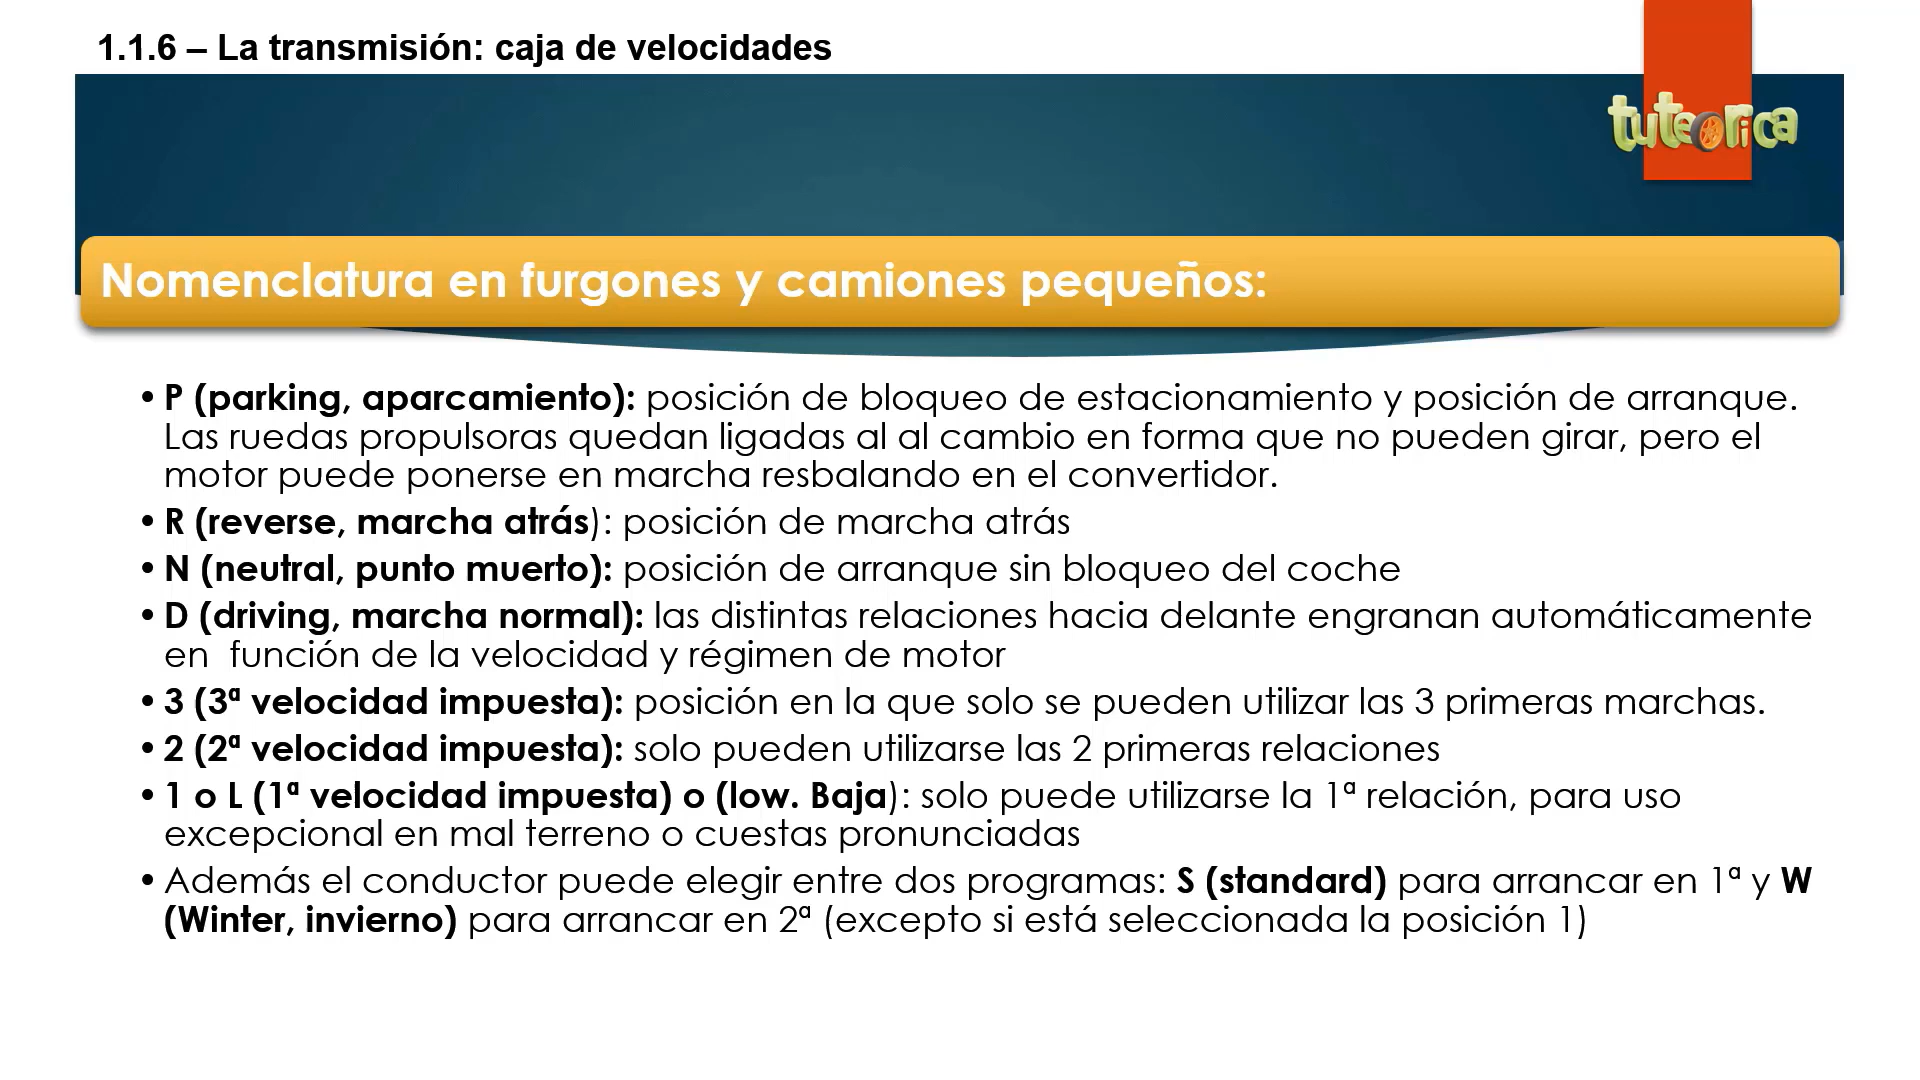 1.1.6 – La transmisión: caja de velocidades
tuteorica
Nomenclatura en furgones y camiones pequeños:
• P (parking, aparcamiento): posición de bloqueo de estacionamiento y posición de arranque.
Las ruedas propulsoras quedan ligadas al al cambio en forma que no pueden girar, pero el
motor puede ponerse en marcha resbalando en el convertidor.
• R (reverse, marcha atrás): posición de marcha atrás
• N (neutral, punto muerto): posición de arranque sin bloqueo del coche
• D (driving, marcha normal): las distintas relaciones hacia delante engranan automáticamente
en  función de la velocidad y régimen de motor
• 3 (3ª velocidad impuesta): posición en la que solo se pueden utilizar las 3 primeras marchas.
• 2 (2ª velocidad impuesta): solo pueden utilizarse las 2 primeras relaciones
• 1 o L (1ª velocidad impuesta) o (low. Baja): solo puede utilizarse la 1ª relación, para uso
excepcional en mal terreno o cuestas pronunciadas
• Además el conductor puede elegir entre dos programas: S (standard) para arrancar en 1ª y W
(Winter, invierno) para arrancar en 2ª (excepto si está seleccionada la posición 1)